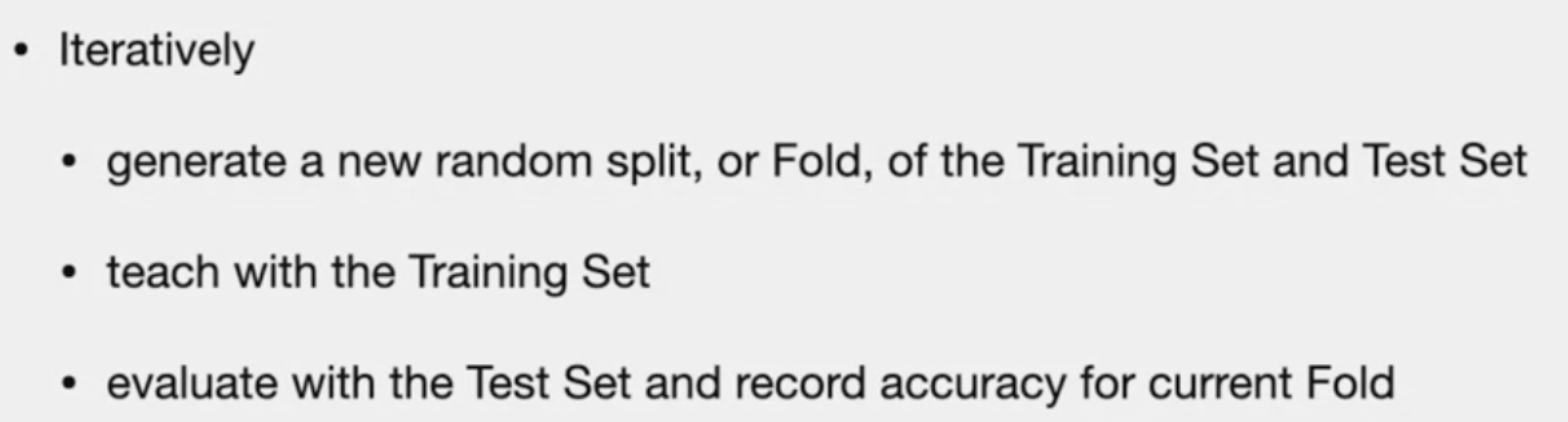 • Iteratively
• generate a new random split, or Fold, of the Training Set and Test Set
• teach with the Training Set
• evaluate with the Test Set and record accuracy for current Fold